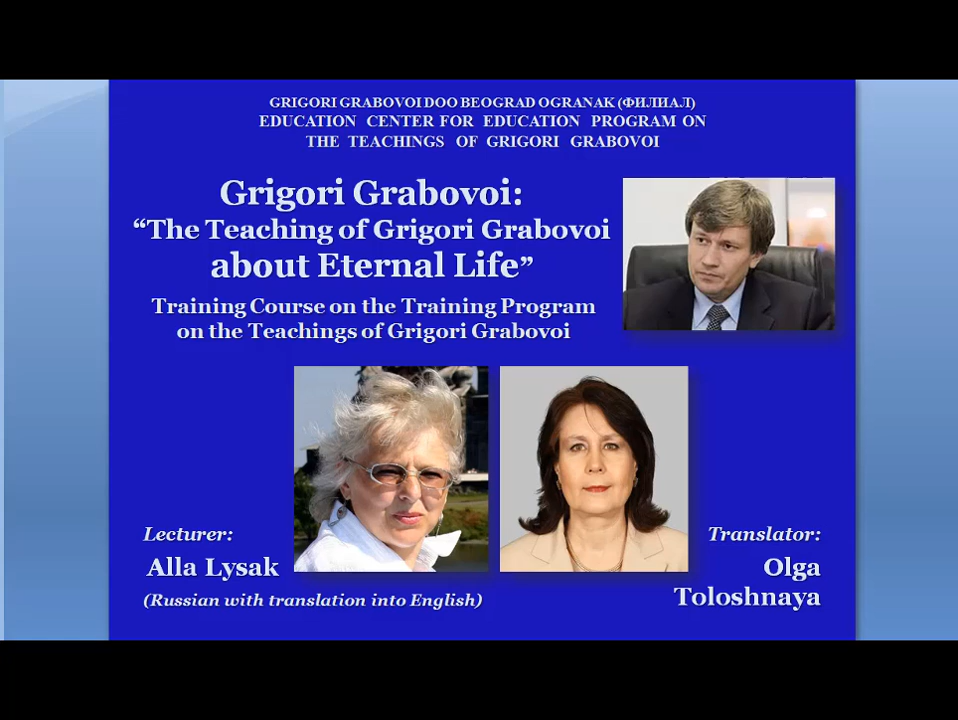 GRIGORI GRABOVOI DOO BEOGRAD OGRANAK (ФИЛИАЛ)
EDUCATION CENTER FOR EDUCATION PROGRAM ON
THE TEACHINGS OF GRIGORI GRABOVOI
Grigori Grabovoi:
“The Teaching of Grigori Grabovoi
about Eternal Life”
Training Course on the Training Program
on the Teachings of Grigori Grabovoi
Lecturer:
Alla Lysak
(Russian with translation into English)
Translator:
Olga
Toloshnaya